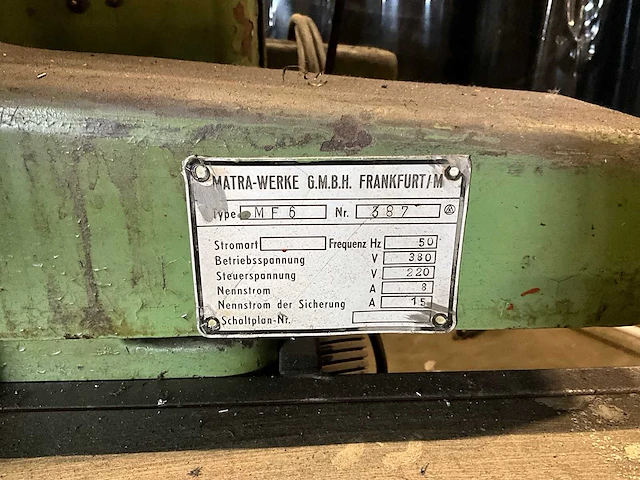 MATRA-WERKE G.M.B.H. FRANKFURT/M
Type MF6 Nr. 387
Stromart Frequenz Hz 50
Betriebsspannung V 380
Steuerspannung V 220
Nennstrom A 8
Nennstrom der Sicherung A 15
Schaltplan-Nr.